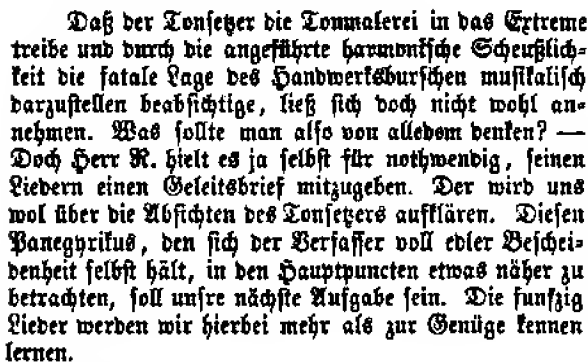 Daß der Tonsetzer die Tonmalerei in das Extreme
treibe und durch die angeführte harmonische Scheußlich-
keit die fatale Lage des Handwerksburschen musikalisch
darzustellen beabsichtige, ließ sich doch nicht wohl an-
nehmen. Was sollte man also von alledem denken? —
Doch Herr R. hielt es ja selbst für nothwendig, seinen
Liedern einen Geleitsbrief mitzugeben. Der wird uns
wol über die Absichten des Tonsetzers aufklären. Diesen
Panegyrikus, den sich der Verfasser voll edler Beschei-
denheit selbst hält, in den Hauptpuncten etwas näher zu
betrachten, soll unsre nächste Aufgabe sein. Die funfzig
Lieder werden wir hierbei mehr als zur Genüge kennen
lernen.